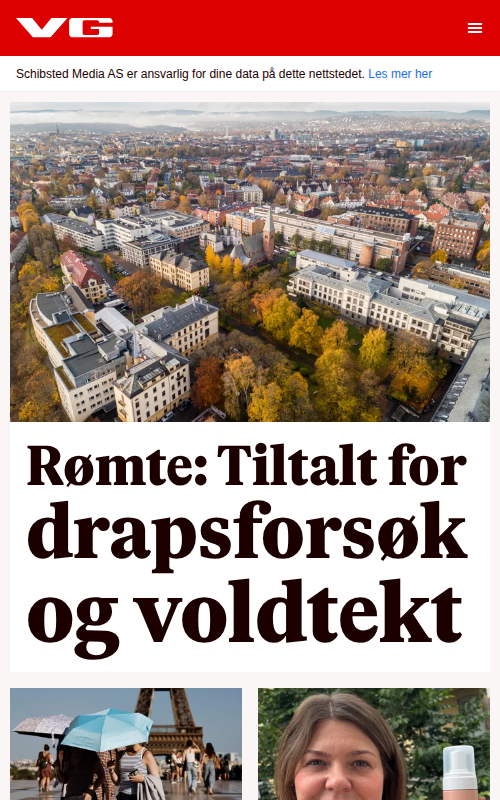 VG
Schibsted Media AS er ansvarlig for dine data på dette nettstedet. Les mer her
Rømte: Tiltalt for
drapsforsøk
og voldtekt